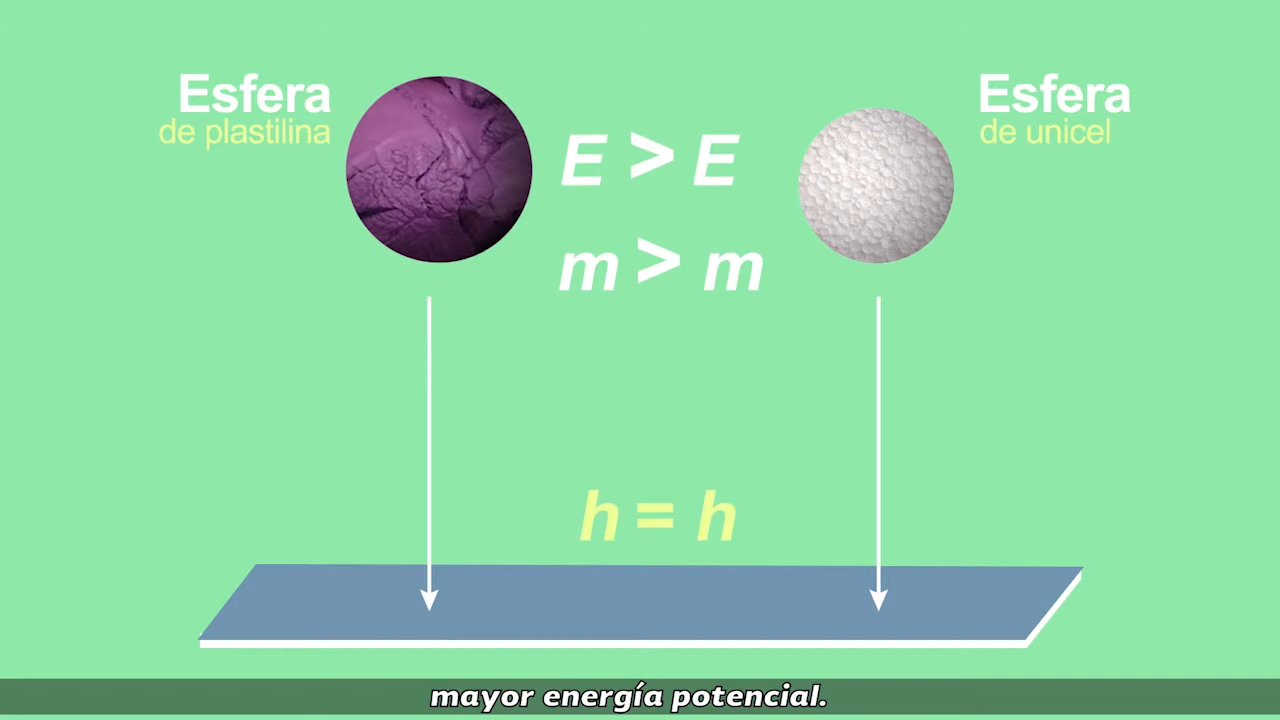 Esfera
de plastilina
Esfera
de unicel
E > E
m > m
h = h
mayor energía potencial.